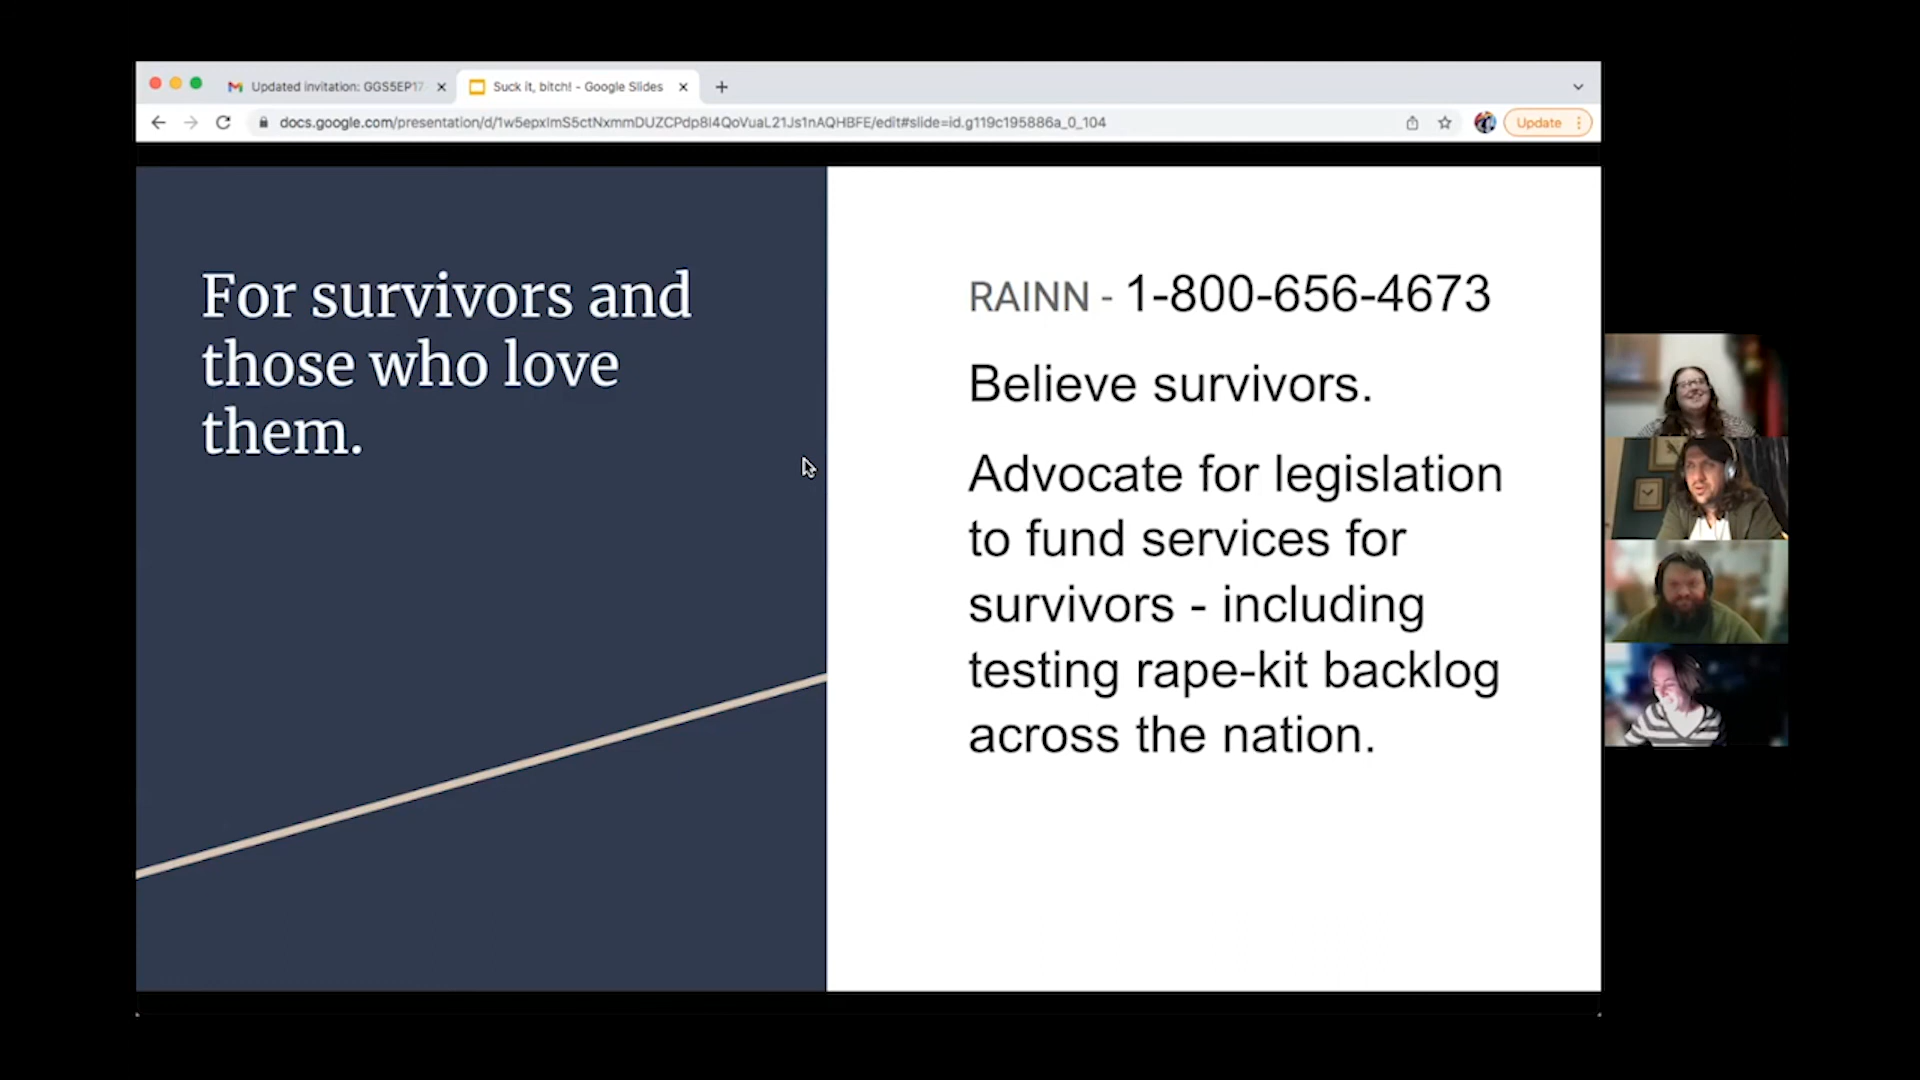 Updated invitation: GGS5EP17
Suck it, bitch! - Google Slides
docs.google.com/presentation/d/1w5epxImS5ctNxmmDUZCPdp8I4QoVuaL21Js1nAQHBFE/edit#slide=id.g119c195886a_0_104
Update
For survivors and
those who love
them.
RAINN - 1-800-656-4673
Believe survivors.
Advocate for legislation
to fund services for
survivors - including
testing rape-kit backlog
across the nation.